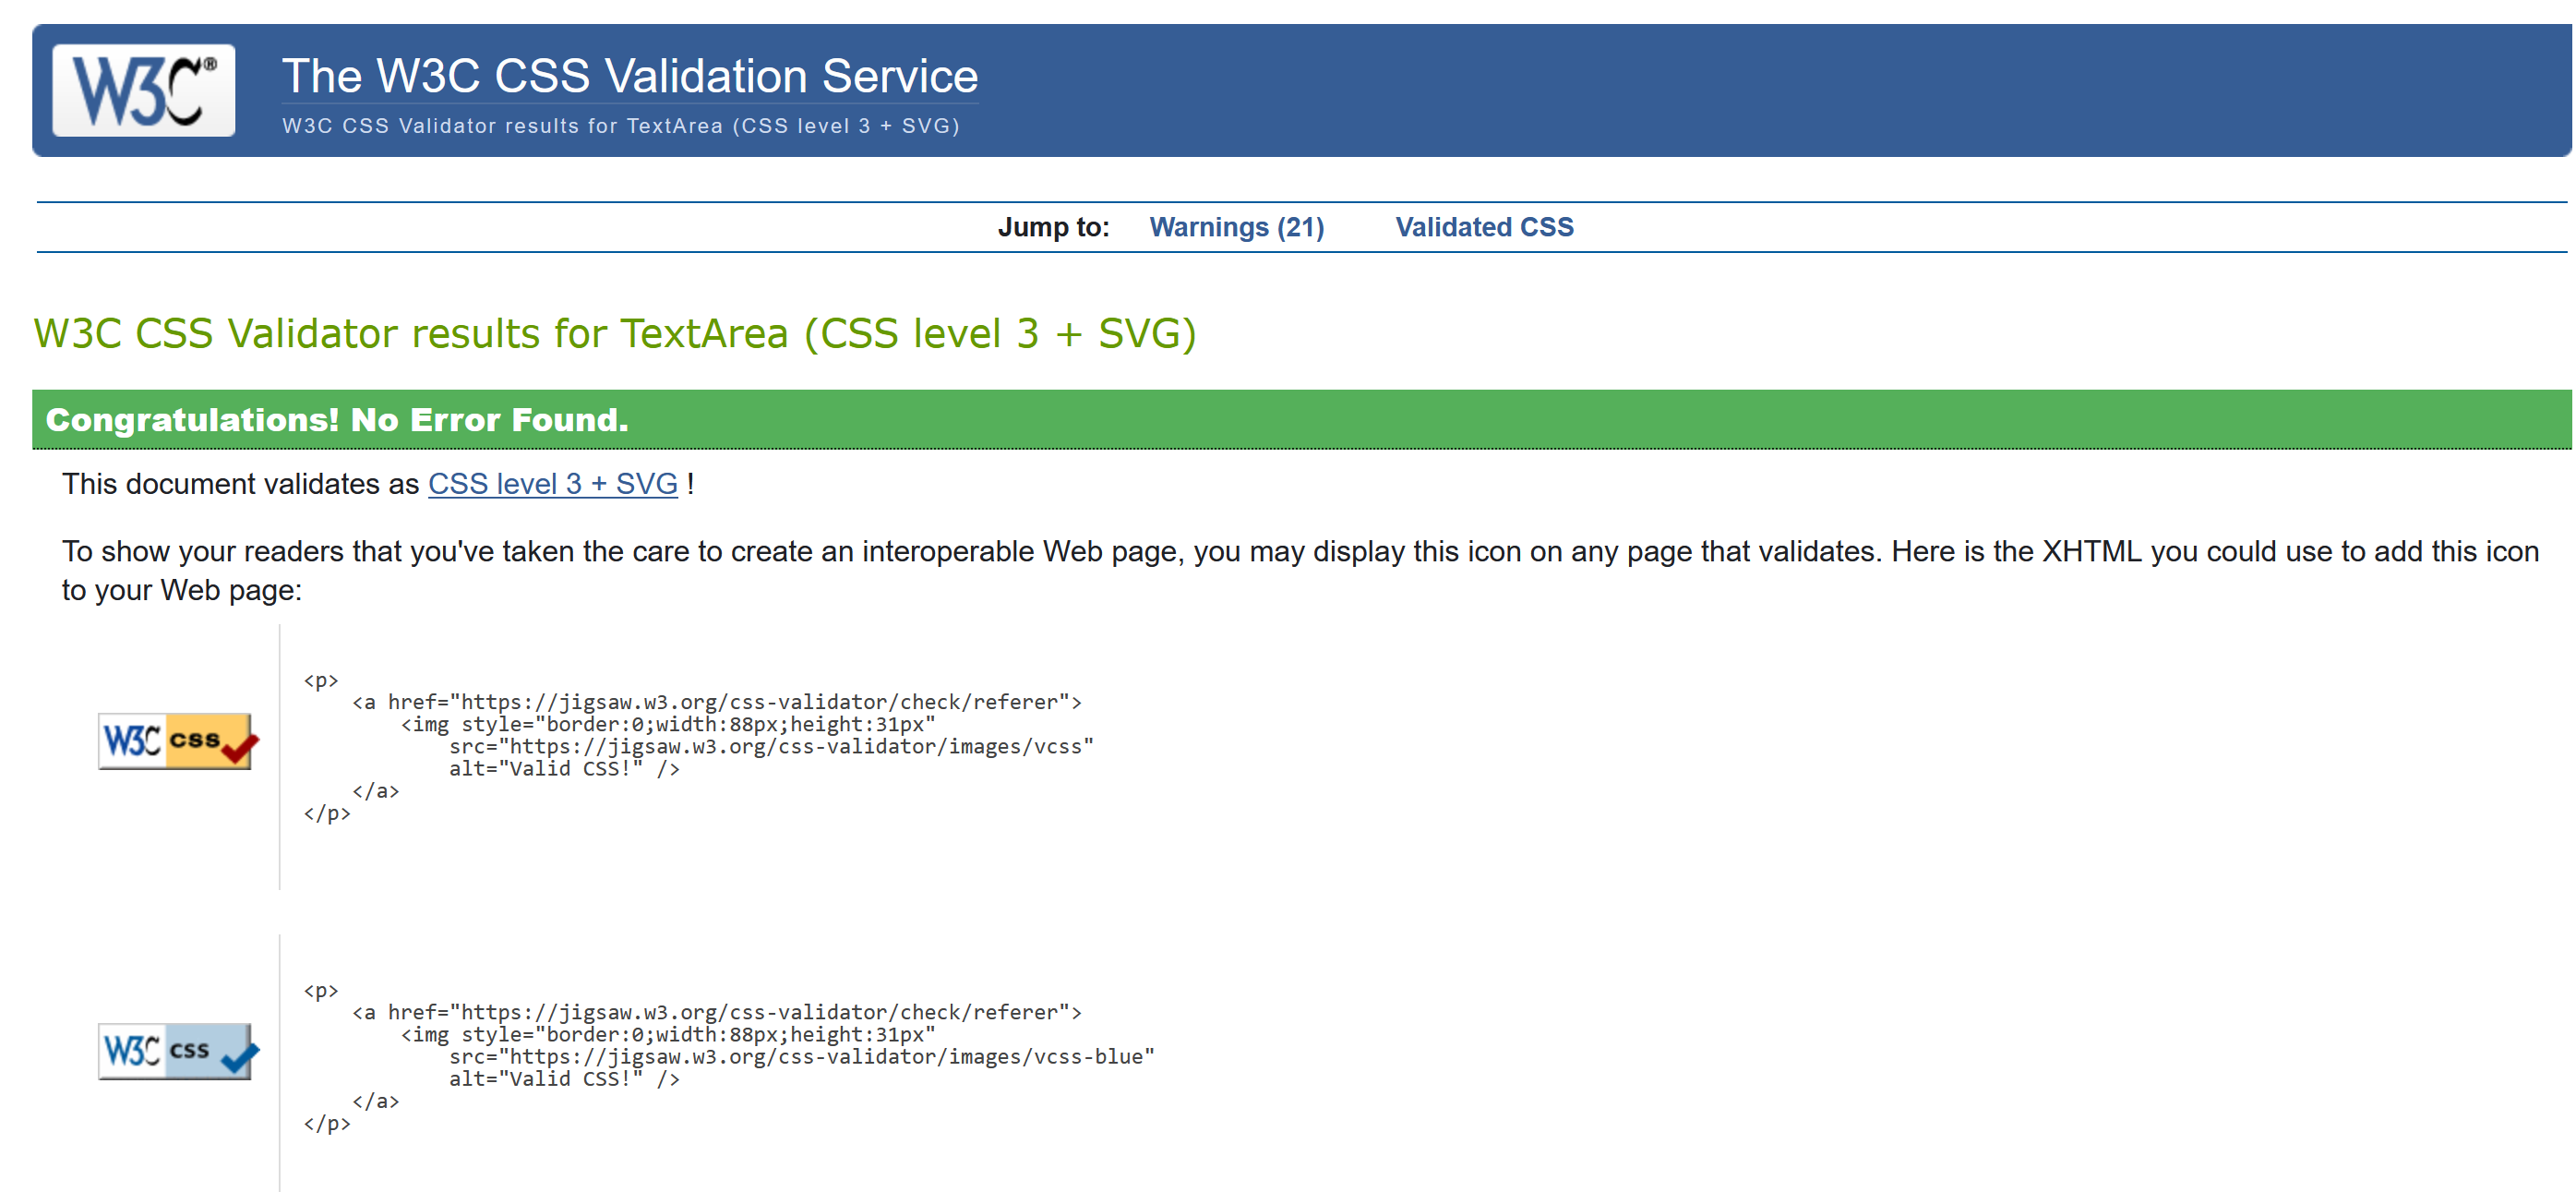 W3C®
The W3C CSS Validation Service
W3C CSS Validator results for TextArea (CSS level 3 + SVG)
Jump to: Warnings (21) Validated CSS
W3C CSS Validator results for TextArea (CSS level 3 + SVG)
Congratulations! No Error Found.
This document validates as CSS level 3 + SVG !
To show your readers that you've taken the care to create an interoperable Web page, you may display this icon on any page that validates. Here is the XHTML you could use to add this icon
to your Web page:
W3C css
<p>
    <a href="https://jigsaw.w3.org/css-validator/check/referer">
        <img style="border:0;width:88px;height:31px"
            src="https://jigsaw.w3.org/css-validator/images/vcss"
            alt="Valid CSS!" />
    </a>
</p>
W3C css
<p>
    <a href="https://jigsaw.w3.org/css-validator/check/referer">
        <img style="border:0;width:88px;height:31px"
            src="https://jigsaw.w3.org/css-validator/images/vcss-blue"
            alt="Valid CSS!" />
    </a>
</p>